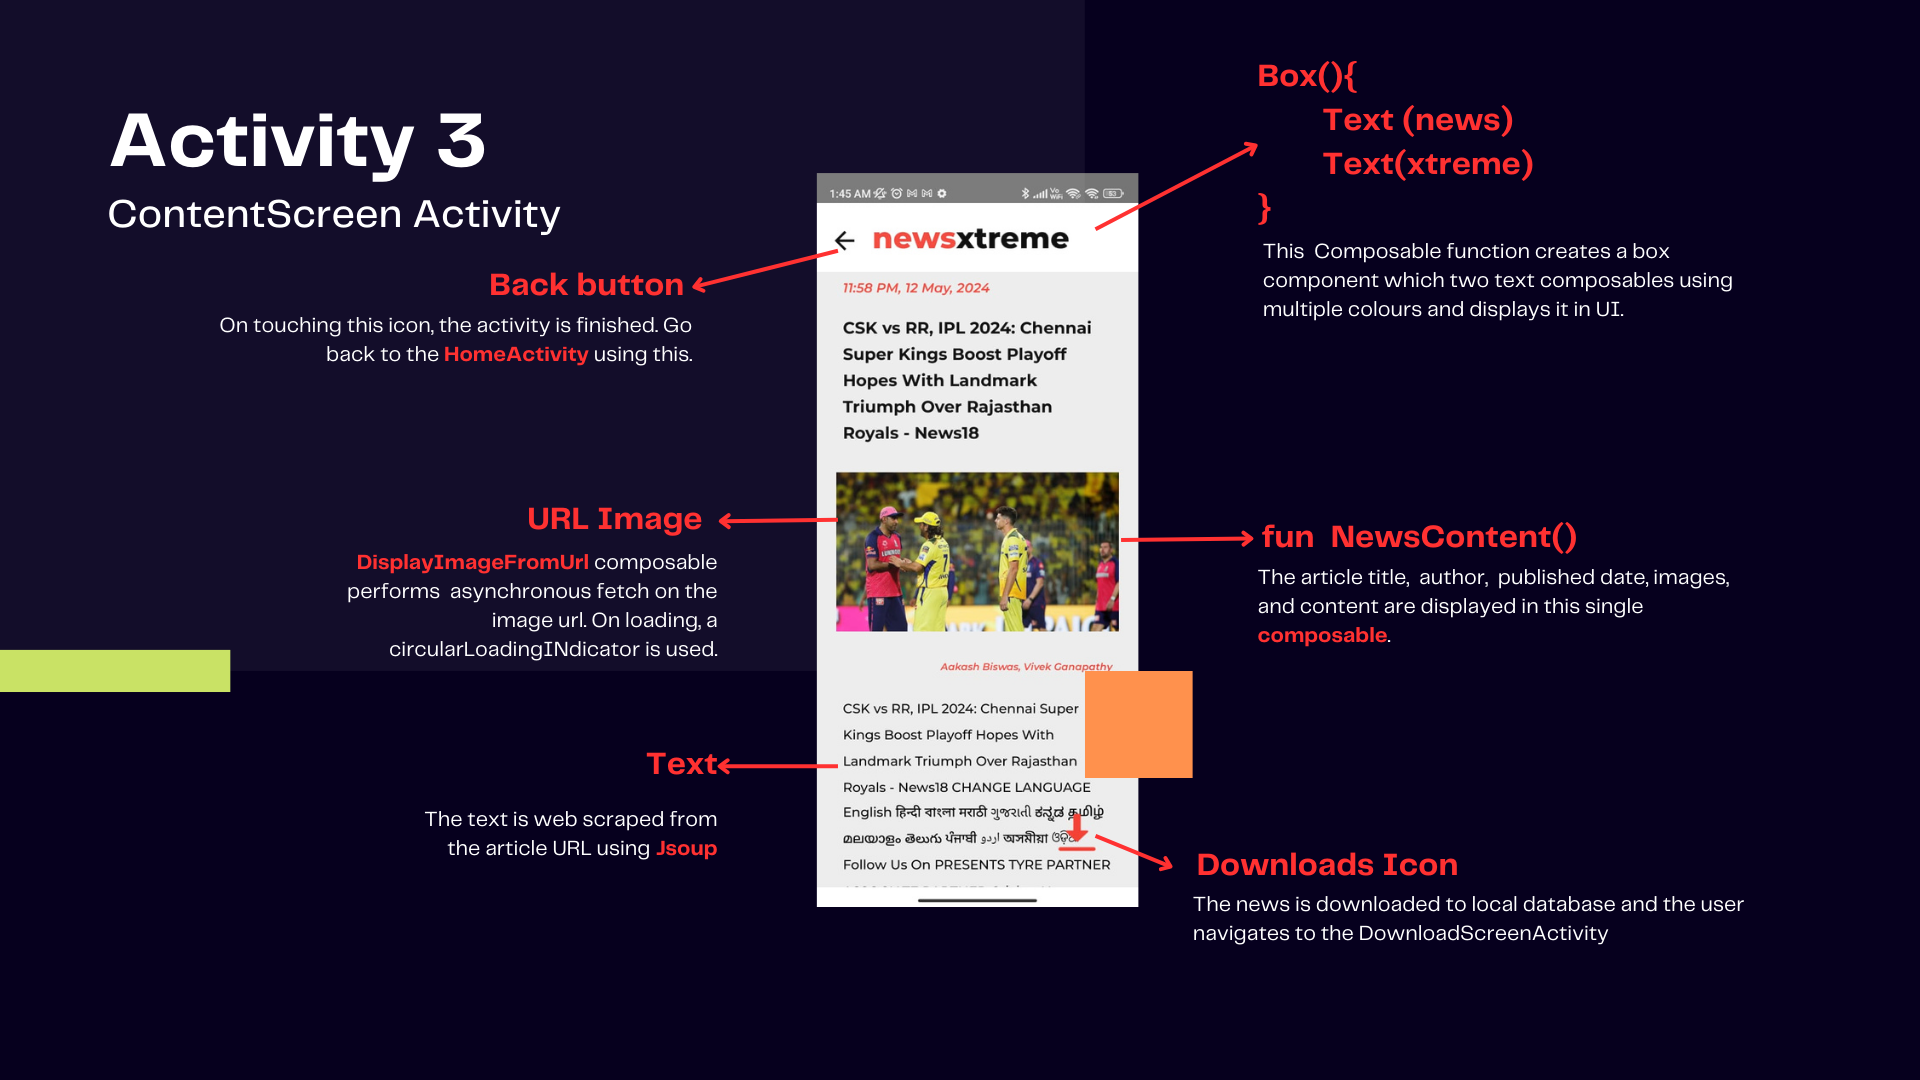 Activity 3
ContentScreen Activity
Back button
On touching this icon, the activity is finished. Go
back to the HomeActivity using this.
URL Image
DisplayImageFromUrl composable
performs  asynchronous fetch on the
image url. On loading, a
circularLoadingINdicator is used.
Text
The text is web scraped from
the article URL using Jsoup
1:45 AM
Vo
WiFi
newsxtreme
11:58 PM, 12 May, 2024
CSK vs RR, IPL 2024: Chennai
Super Kings Boost Playoff
Hopes With Landmark
Triumph Over Rajasthan
Royals - News18
7
Aakash Biswas, Vivek Ganapathy
CSK vs RR, IPL 2024: Chennai Super
Kings Boost Playoff Hopes With
Landmark Triumph Over Rajasthan
Royals - News18 CHANGE LANGUAGE
English हिन्दी বাংলা मराठी ગુજરાતી ಕನ್ನಡ தமிழ்
മലയാളം తెలుగు ਪੰਜਾਬੀ اردو অসমীয়া
Follow Us On PRESENTS TYRE PARTNER
Box(){
Text (news)
Text(xtreme)
}
This  Composable function creates a box
component which two text composables using
multiple colours and displays it in UI.
fun  NewsContent()
The article title,  author,  published date, images,
and content are displayed in this single
composable.
Downloads Icon
The news is downloaded to local database and the user
navigates to the DownloadScreenActivity